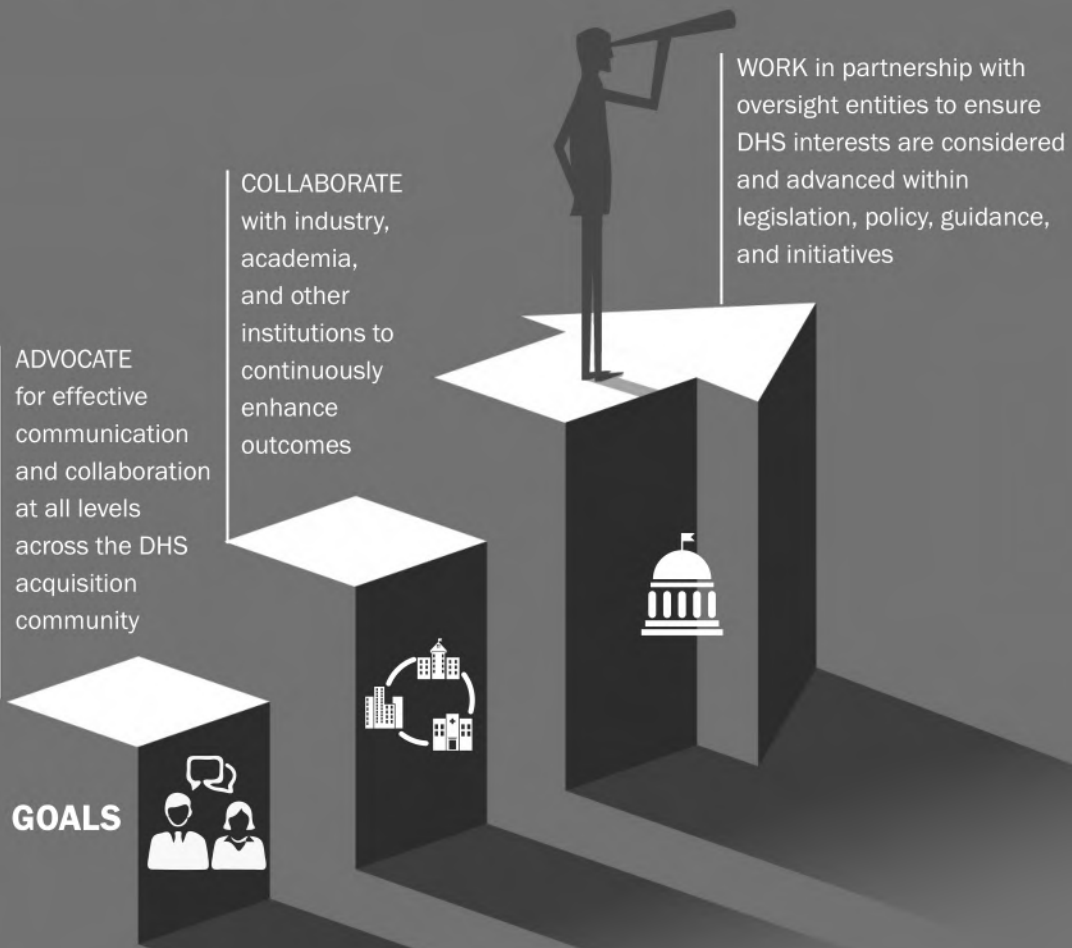 ADVOCATE
for effective
communication
and collaboration
at all levels
across the DHS
acquisition
community
COLLABORATE
with industry,
academia,
and other
institutions to
continuously
enhance
outcomes
WORK in partnership with
oversight entities to ensure
DHS interests are considered
and advanced within
legislation, policy, guidance,
and initiatives
GOALS